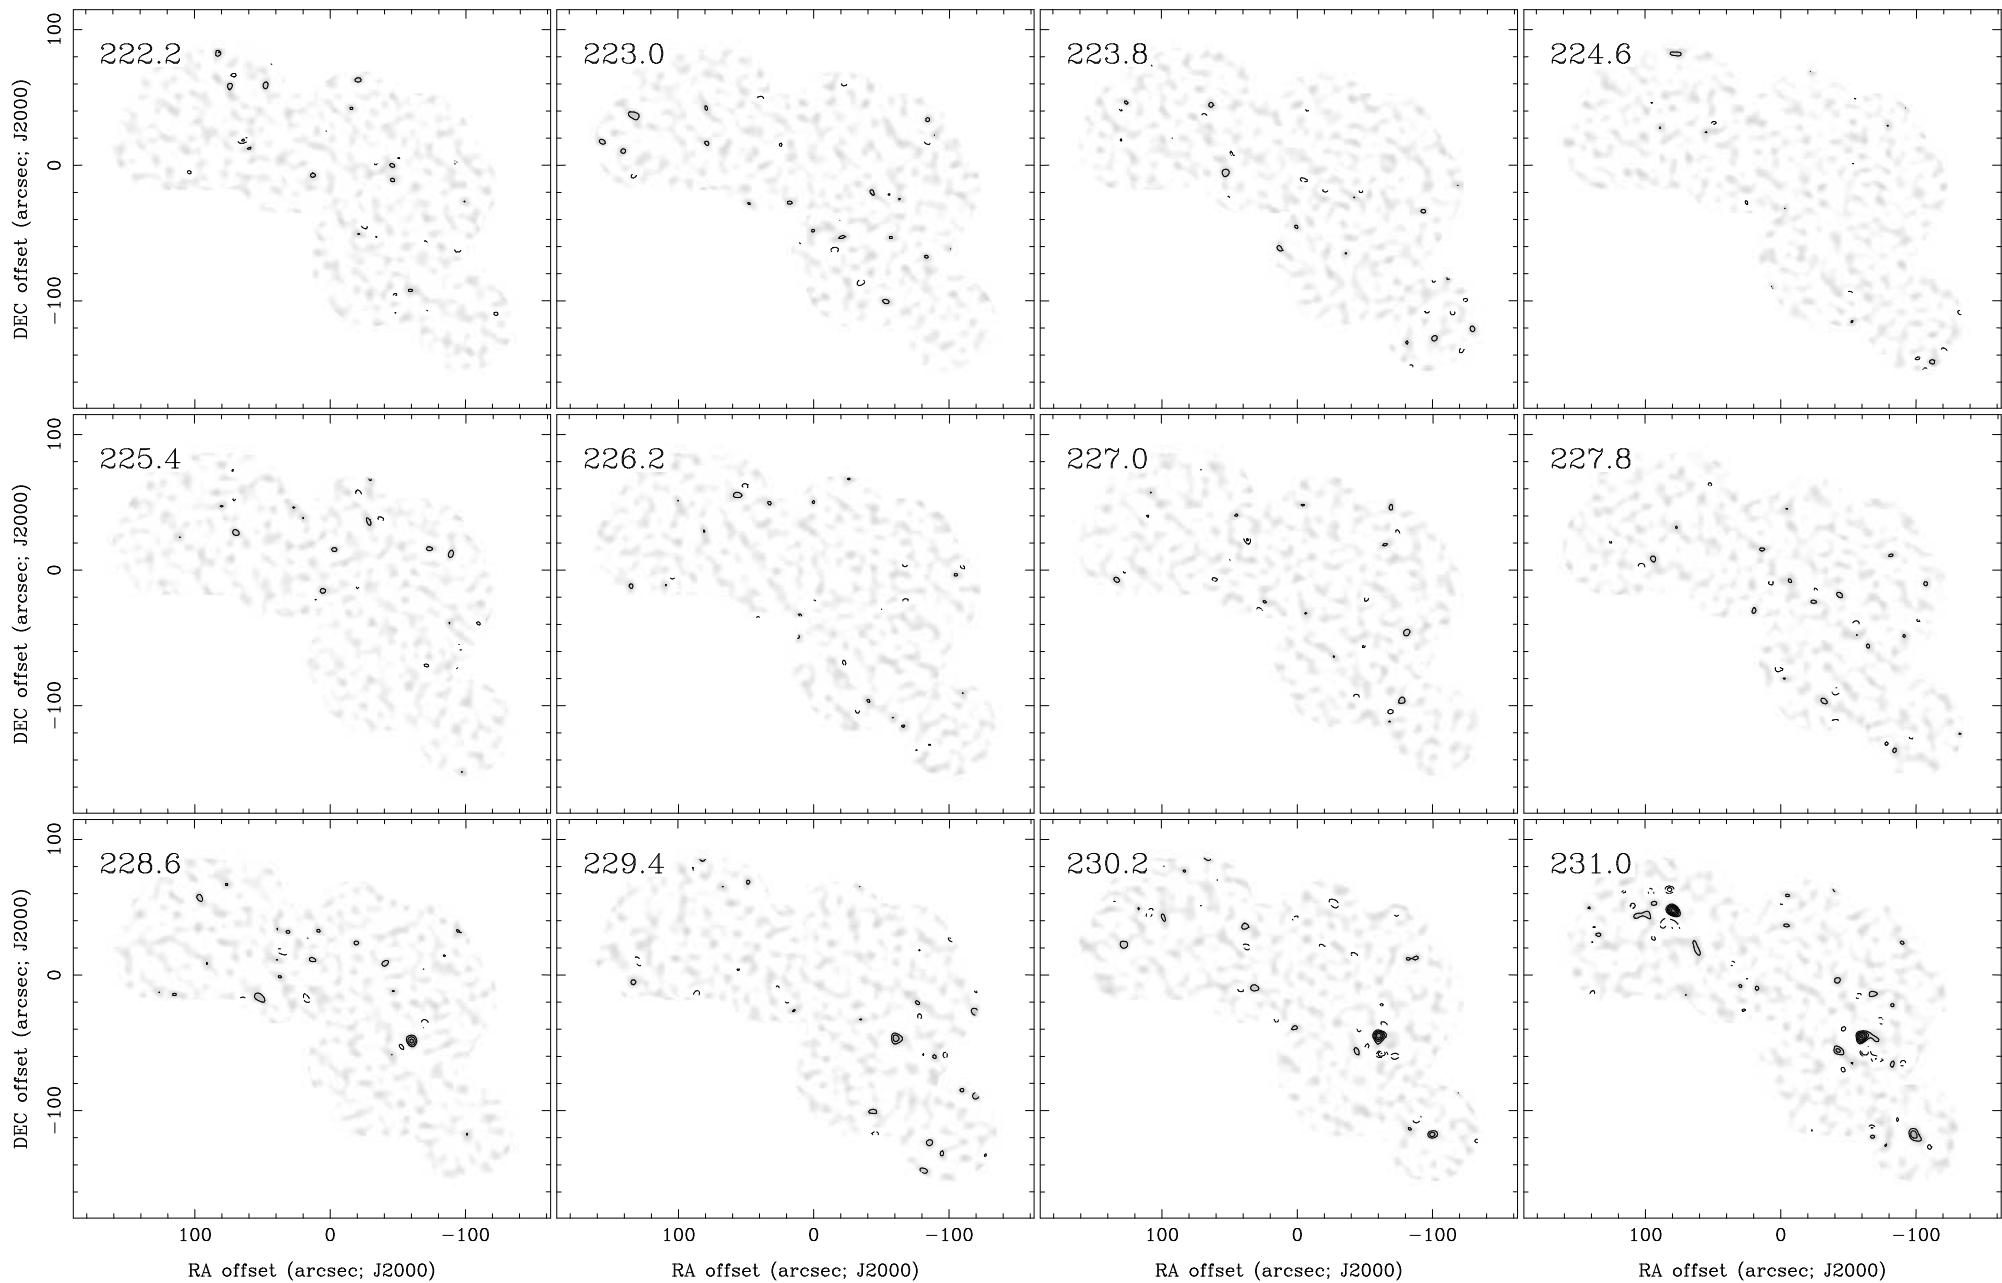 222.2 223.0 223.8 224.6
100
0
−100
DEC offset (arcsec; J2000)
225.4 226.2 227.0 227.8
100
0
−100
DEC offset (arcsec; J2000)
228.6 229.4 230.2 231.0
100
0
−100
DEC offset (arcsec; J2000)
100 0 −100 100 0 −100 100 0 −100 100 0 −100
RA offset (arcsec; J2000) RA offset (arcsec; J2000) RA offset (arcsec; J2000) RA offset (arcsec; J2000)